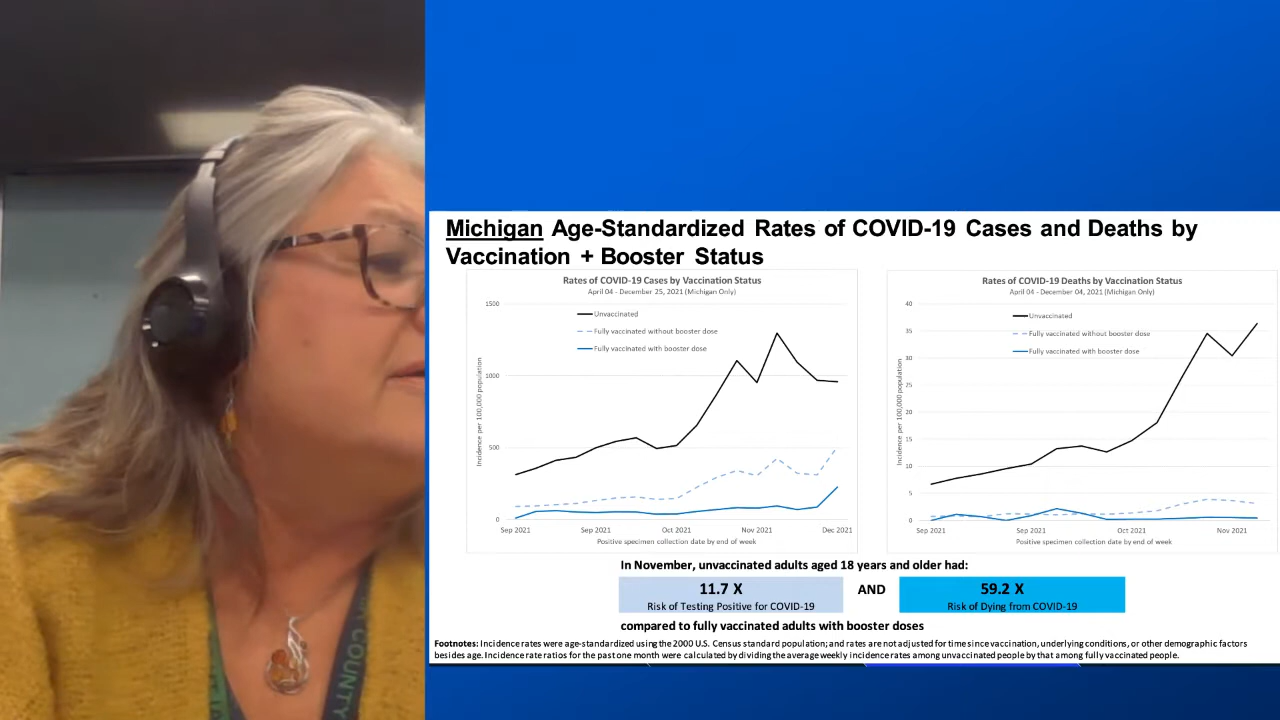 Michigan Age-Standardized Rates of COVID-19 Cases and Deaths by
Vaccination + Booster Status
Rates of COVID-19 Cases by Vaccination Status
April 04 - December 25, 2021 (Michigan Only)
1500
1000
500
0
Incidence per 100,000 population
Unvaccinated
Fully vaccinated without booster dose
Fully vaccinated with booster dose
Sep 2021
Sep 2021
Oct 2021
Nov 2021
Dec 2021
Positive specimen collection date by end of week
Rates of COVID-19 Deaths by Vaccination Status
April 04 - December 04, 2021 (Michigan Only)
40
35
30
25
20
15
10
5
0
Incidence per 100,000 population
Unvaccinated
Fully vaccinated without booster dose
Fully vaccinated with booster dose
Sep 2021
Sep 2021
Oct 2021
Nov 2021
Positive specimen collection date by end of week
In November, unvaccinated adults aged 18 years and older had:
11.7 X
Risk of Testing Positive for COVID-19
AND
59.2 X
Risk of Dying from COVID-19
compared to fully vaccinated adults with booster doses
Footnotes: Incidence rates were age-standardized using the 2000 U.S. Census standard population; and rates are not adjusted for time since vaccination, underlying conditions, or other demographic factors
besides age. Incidence rate ratios for the past one month were calculated by dividing the average weekly incidence rates among unvaccinated people by that among fully vaccinated people.
COUNTY